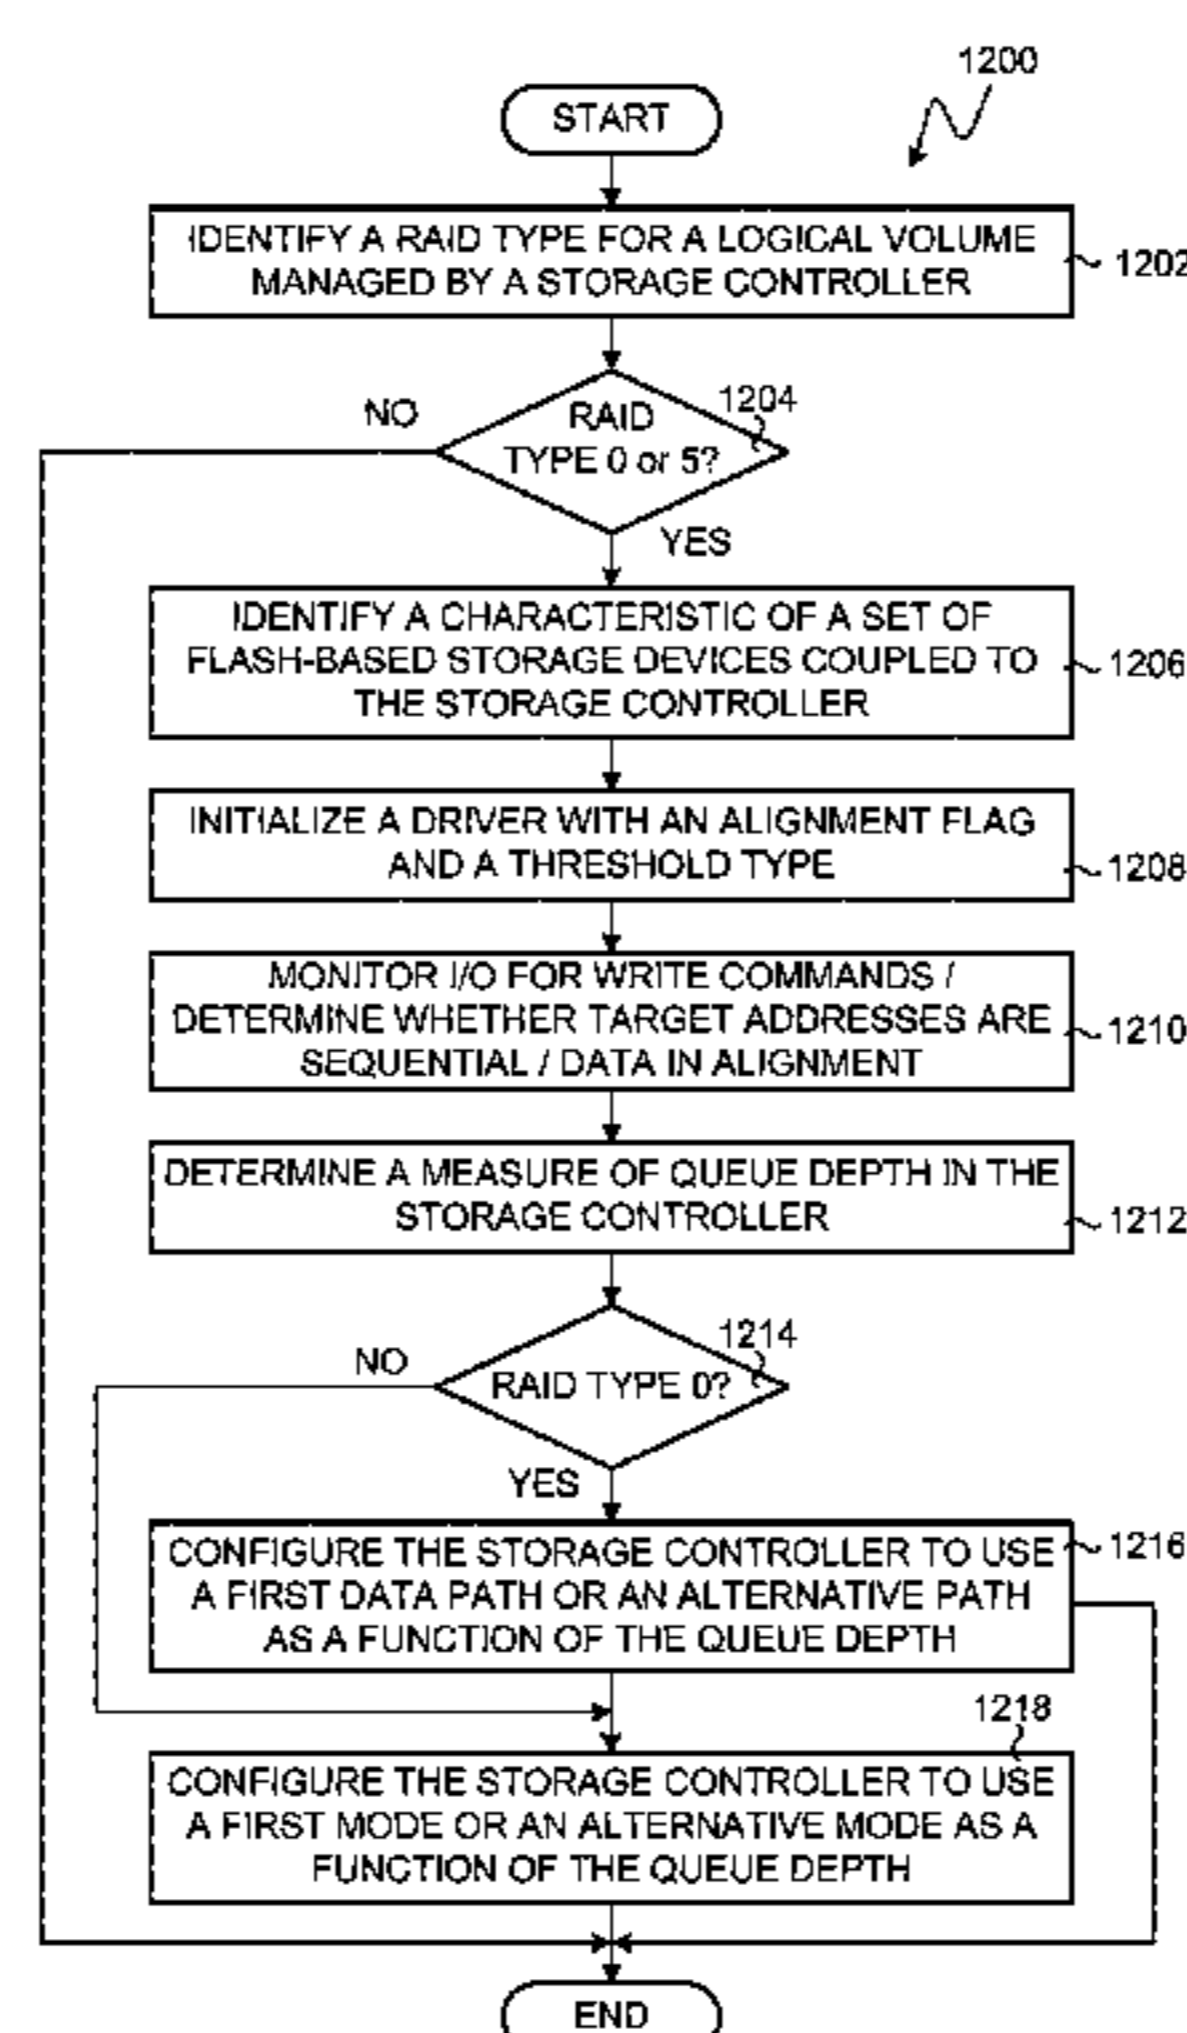 1200
START
IDENTIFY A RAID TYPE FOR A LOGICAL VOLUME
MANAGED BY A STORAGE CONTROLLER
1202
NO
1204
RAID
TYPE 0 or 5?
YES
IDENTIFY A CHARACTERISTIC OF A SET OF
FLASH-BASED STORAGE DEVICES COUPLED TO
THE STORAGE CONTROLLER
1206
INITIALIZE A DRIVER WITH AN ALIGNMENT FLAG
AND A THRESHOLD TYPE
1208
MONITOR I/O FOR WRITE COMMANDS /
DETERMINE WHETHER TARGET ADDRESSES ARE
SEQUENTIAL / DATA IN ALIGNMENT
1210
DETERMINE A MEASURE OF QUEUE DEPTH IN THE
STORAGE CONTROLLER
1212
1214
NO
RAID TYPE 0?
YES
CONFIGURE THE STORAGE CONTROLLER TO USE
A FIRST DATA PATH OR AN ALTERNATIVE PATH
AS A FUNCTION OF THE QUEUE DEPTH
1216
1218
CONFIGURE THE STORAGE CONTROLLER TO USE
A FIRST MODE OR AN ALTERNATIVE MODE AS A
FUNCTION OF THE QUEUE DEPTH
END